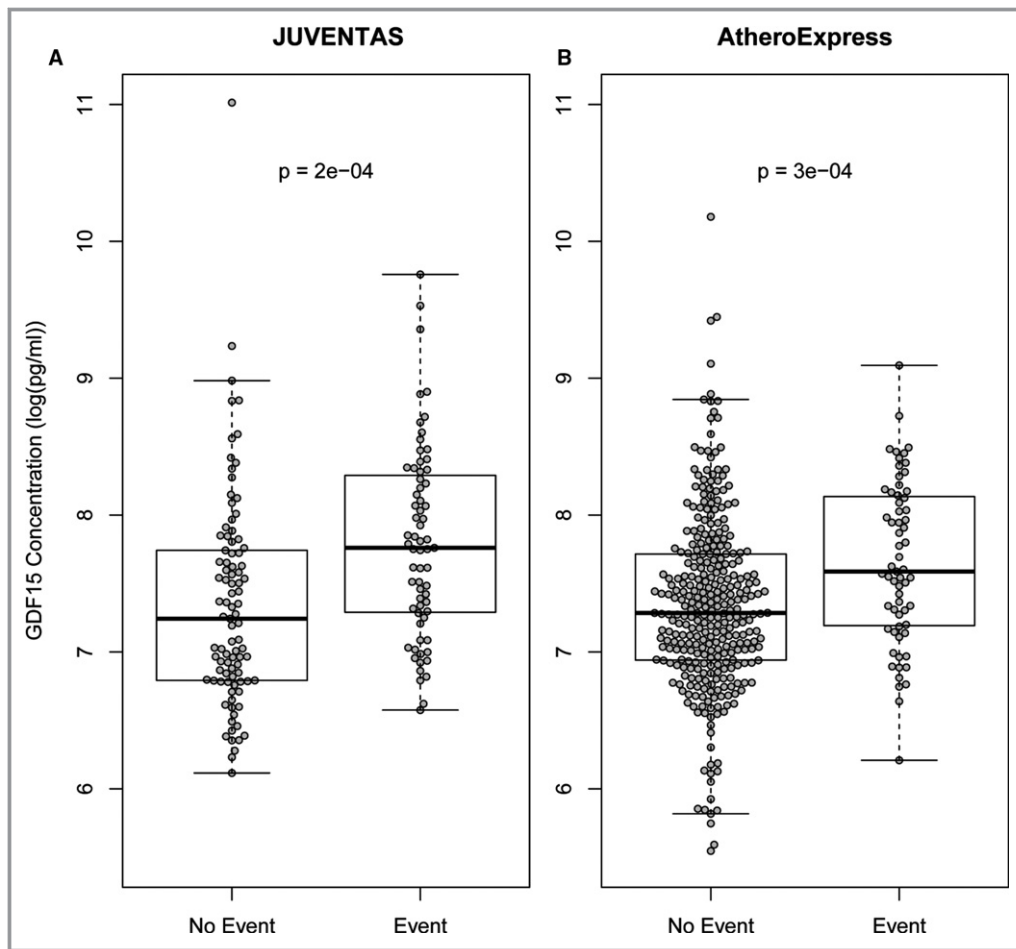 JUVENTAS
AtheroExpress
A
B
GDF15 Concentration (log(pg/ml))
11
10
9
8
7
6
p = 2e−04
No Event
Event
11
10
9
8
7
6
p = 3e−04
No Event
Event